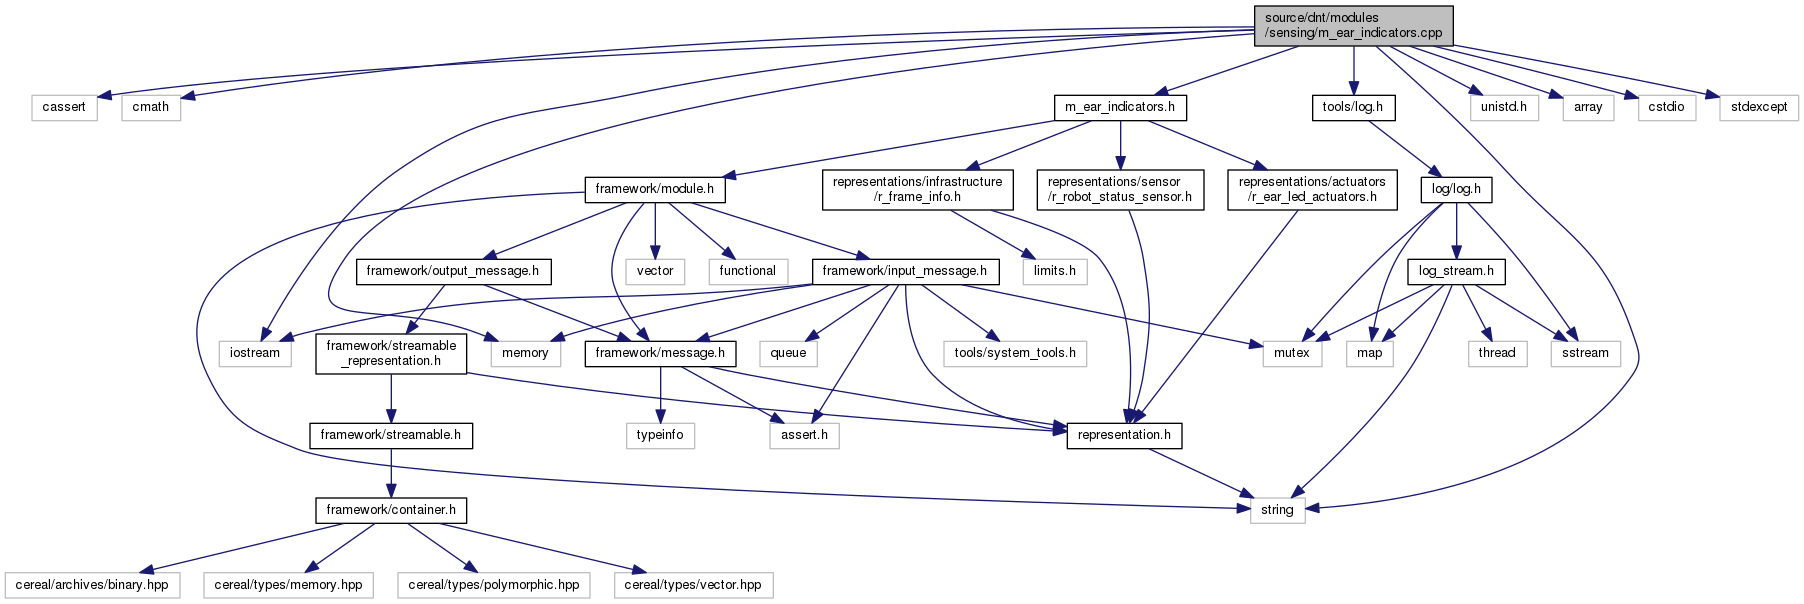 source/dnt/modules
/sensing/m_ear_indicators.cpp
cassert
cmath
m_ear_indicators.h
tools/log.h
unistd.h
array
cstdio
stdexcept
framework/module.h
representations/infrastructure
/r_frame_info.h
representations/sensor
/r_robot_status_sensor.h
representations/actuators
/r_ear_led_actuators.h
log/log.h
framework/output_message.h
vector
functional
framework/input_message.h
limits.h
log_stream.h
iostream
framework/streamable
_representation.h
memory
framework/message.h
queue
tools/system_tools.h
mutex
map
thread
sstream
framework/streamable.h
typeinfo
assert.h
representation.h
framework/container.h
string
cereal/archives/binary.hpp
cereal/types/memory.hpp
cereal/types/polymorphic.hpp
cereal/types/vector.hpp